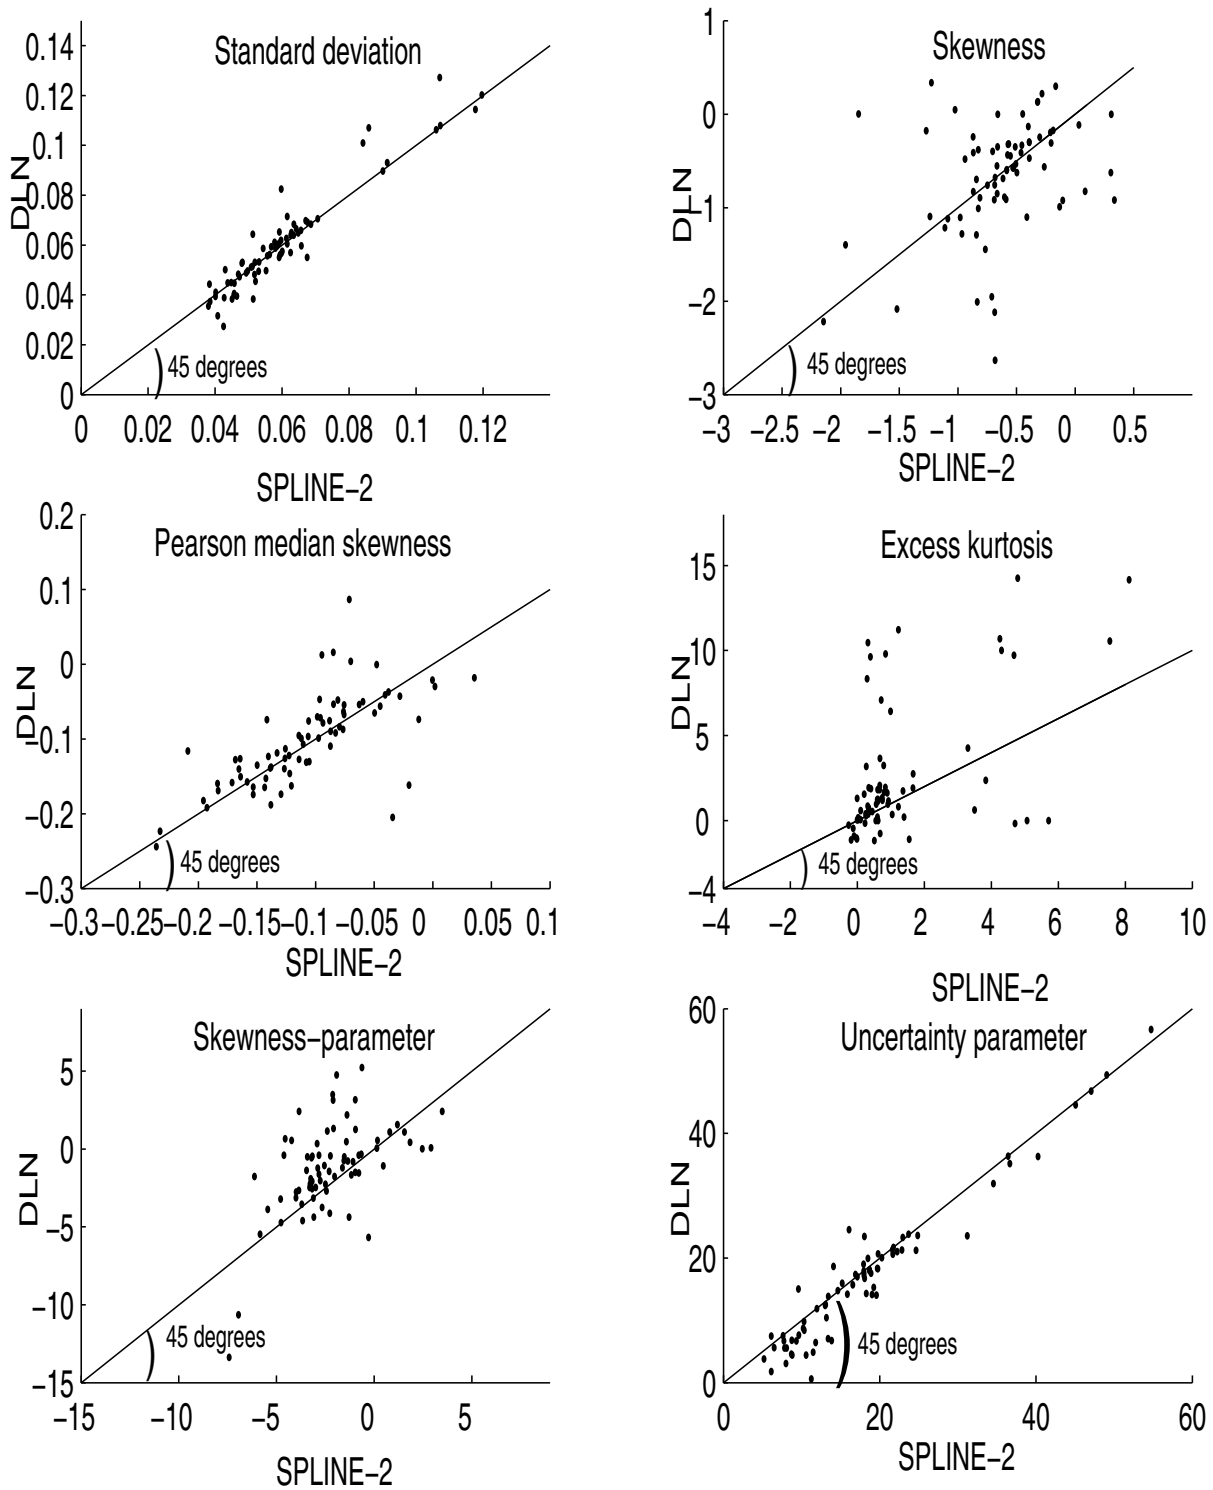 Standard deviation
0.14
0.12
0.1
0.08
0.06
0.04
0.02
0
DLN
45 degrees
0 0.02 0.04 0.06 0.08 0.1 0.12
SPLINE−2
Skewness
1
0
−1
−2
−3
DLN
45 degrees
−3 −2.5 −2 −1.5 −1 −0.5 0 0.5
SPLINE−2
Pearson median skewness
0.2
0.1
0
−0.1
−0.2
−0.3
DLN
45 degrees
−0.3 −0.25 −0.2 −0.15 −0.1 −0.05 0 0.05 0.1
SPLINE−2
Excess kurtosis
15
10
5
0
−4
DLN
45 degrees
−4 −2 0 2 4 6 8 10
SPLINE−2
Skewness−parameter
5
0
−5
−10
−15
DLN
45 degrees
−15 −10 −5 0 5
SPLINE−2
Uncertainty parameter
60
40
20
0
DLN
45 degrees
0 20 40 60
SPLINE−2